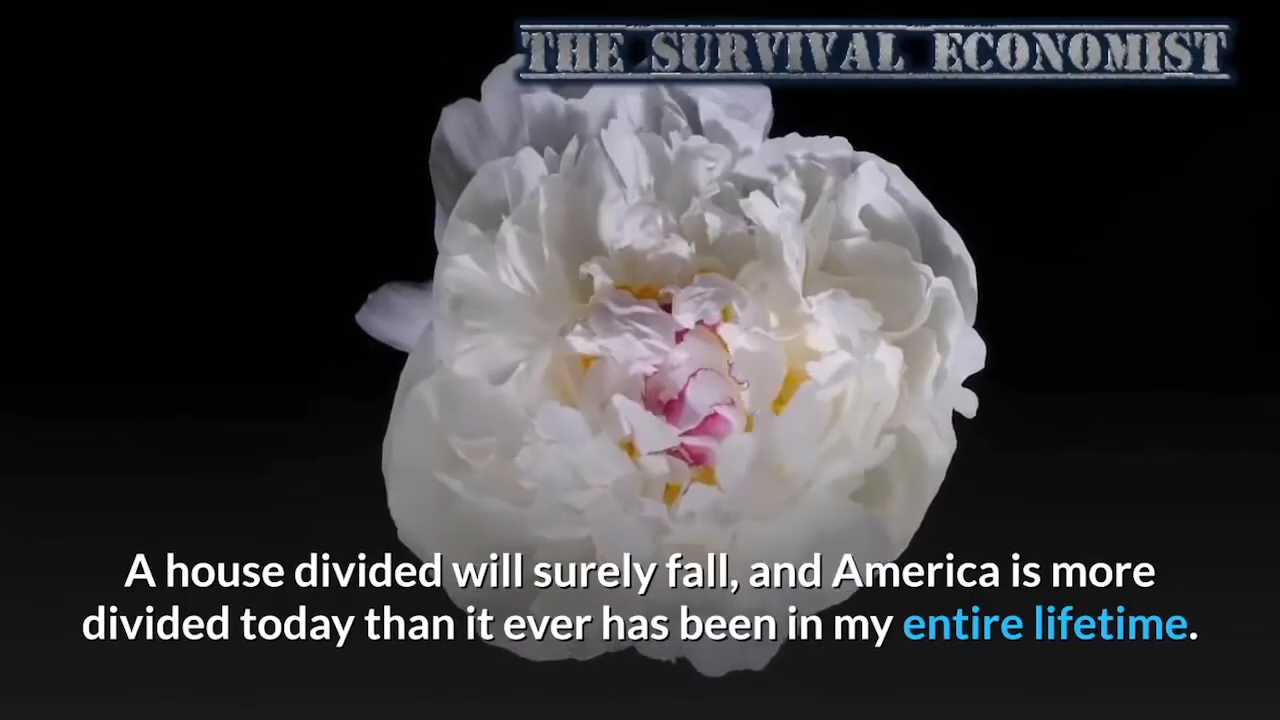 THE SURVIVAL ECONOMIST
A house divided will surely fall, and America is more
divided today than it ever has been in my entire lifetime.